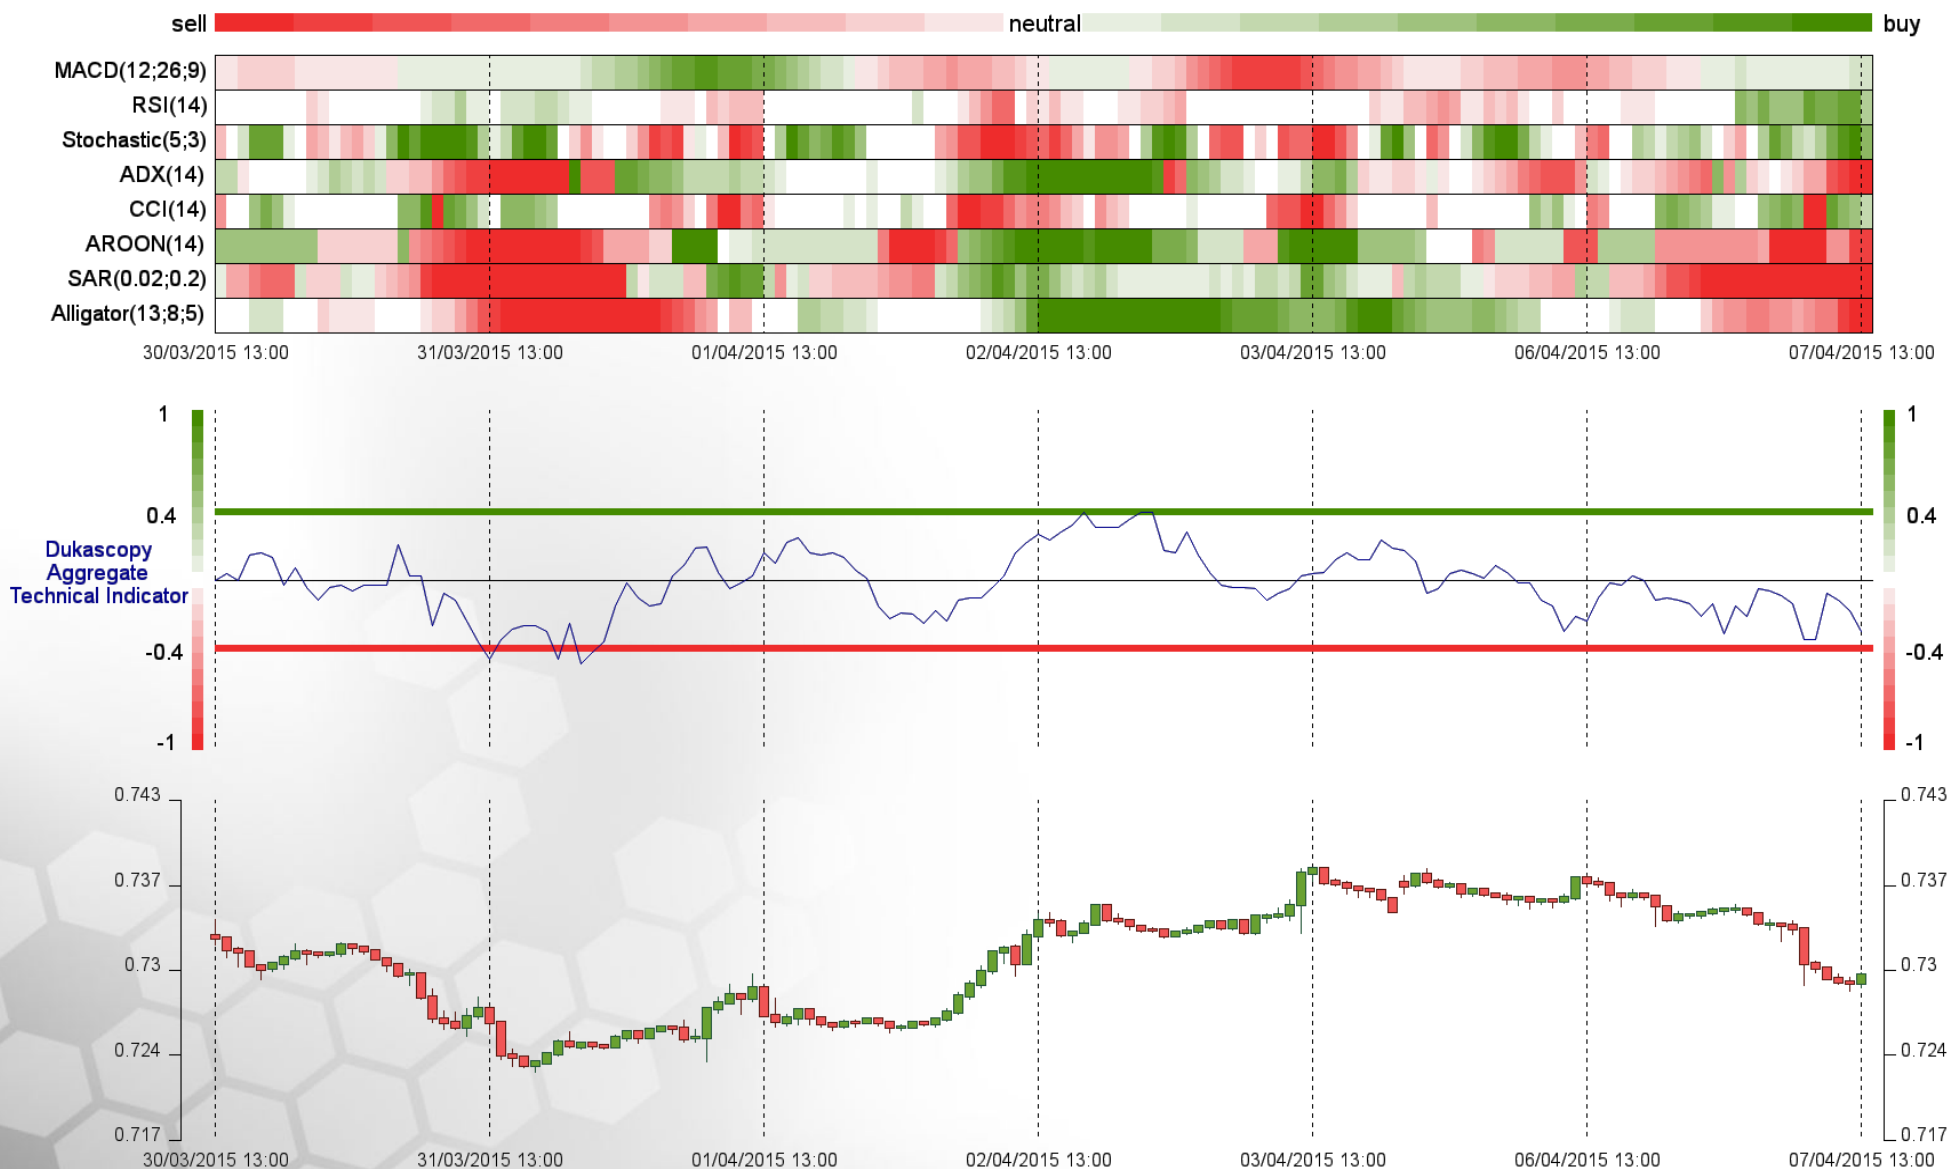 sell neutral buy
MACD(12;26;9)
RSI(14)
Stochastic(5;3)
ADX(14)
CCI(14)
AROON(14)
SAR(0.02;0.2)
Alligator(13;8;5)
30/03/2015 13:00 31/03/2015 13:00 01/04/2015 13:00 02/04/2015 13:00 03/04/2015 13:00 06/04/2015 13:00 07/04/2015 13:00
1 1
0.4 0.4
Dukascopy
Aggregate
Technical Indicator
-0.4 -0.4
-1 -1
0.743 0.743
0.737 0.737
0.73 0.73
0.724 0.724
0.717 0.717
30/03/2015 13:00 31/03/2015 13:00 01/04/2015 13:00 02/04/2015 13:00 03/04/2015 13:00 06/04/2015 13:00 07/04/2015 13:00